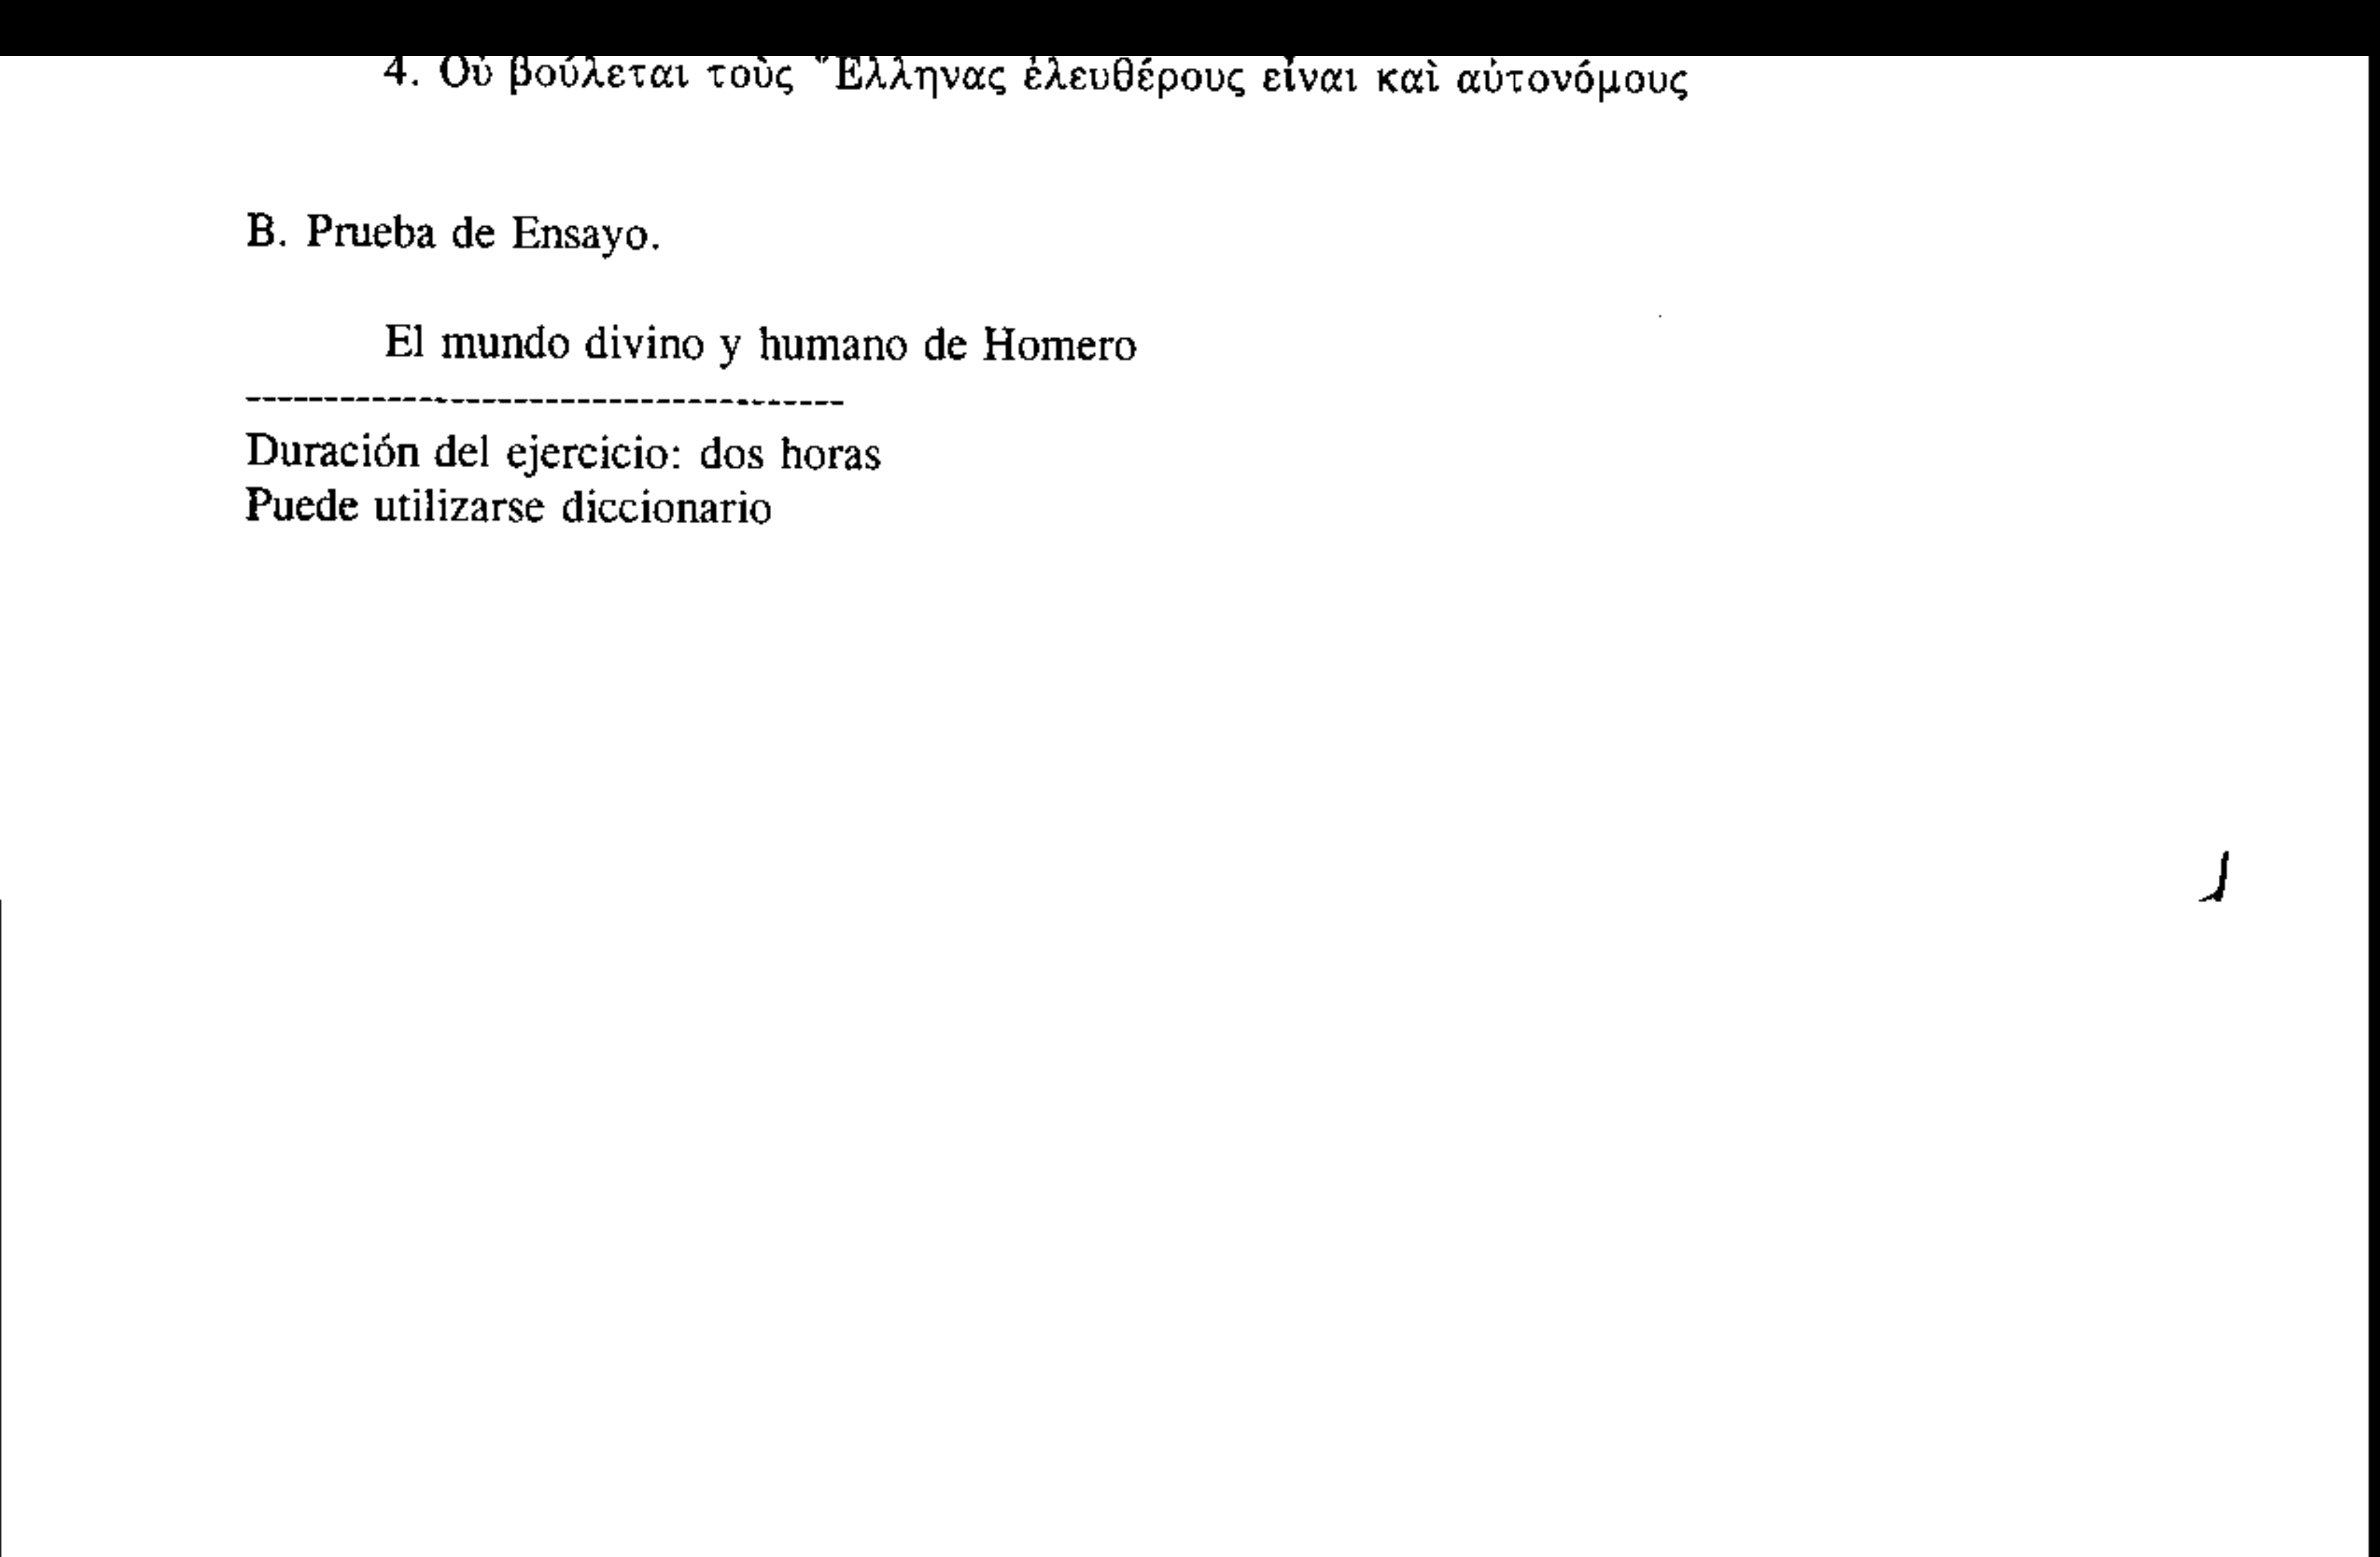 4. Οὐ βούλεται τοὺς Ἕλληνας ἐλευθέρους εἶναι καὶ αὐτονόμους
B. Prueba de Ensayo.
El mundo divino y humano de Homero
---------------------------------------
Duración del ejercicio: dos horas
Puede utilizarse diccionario